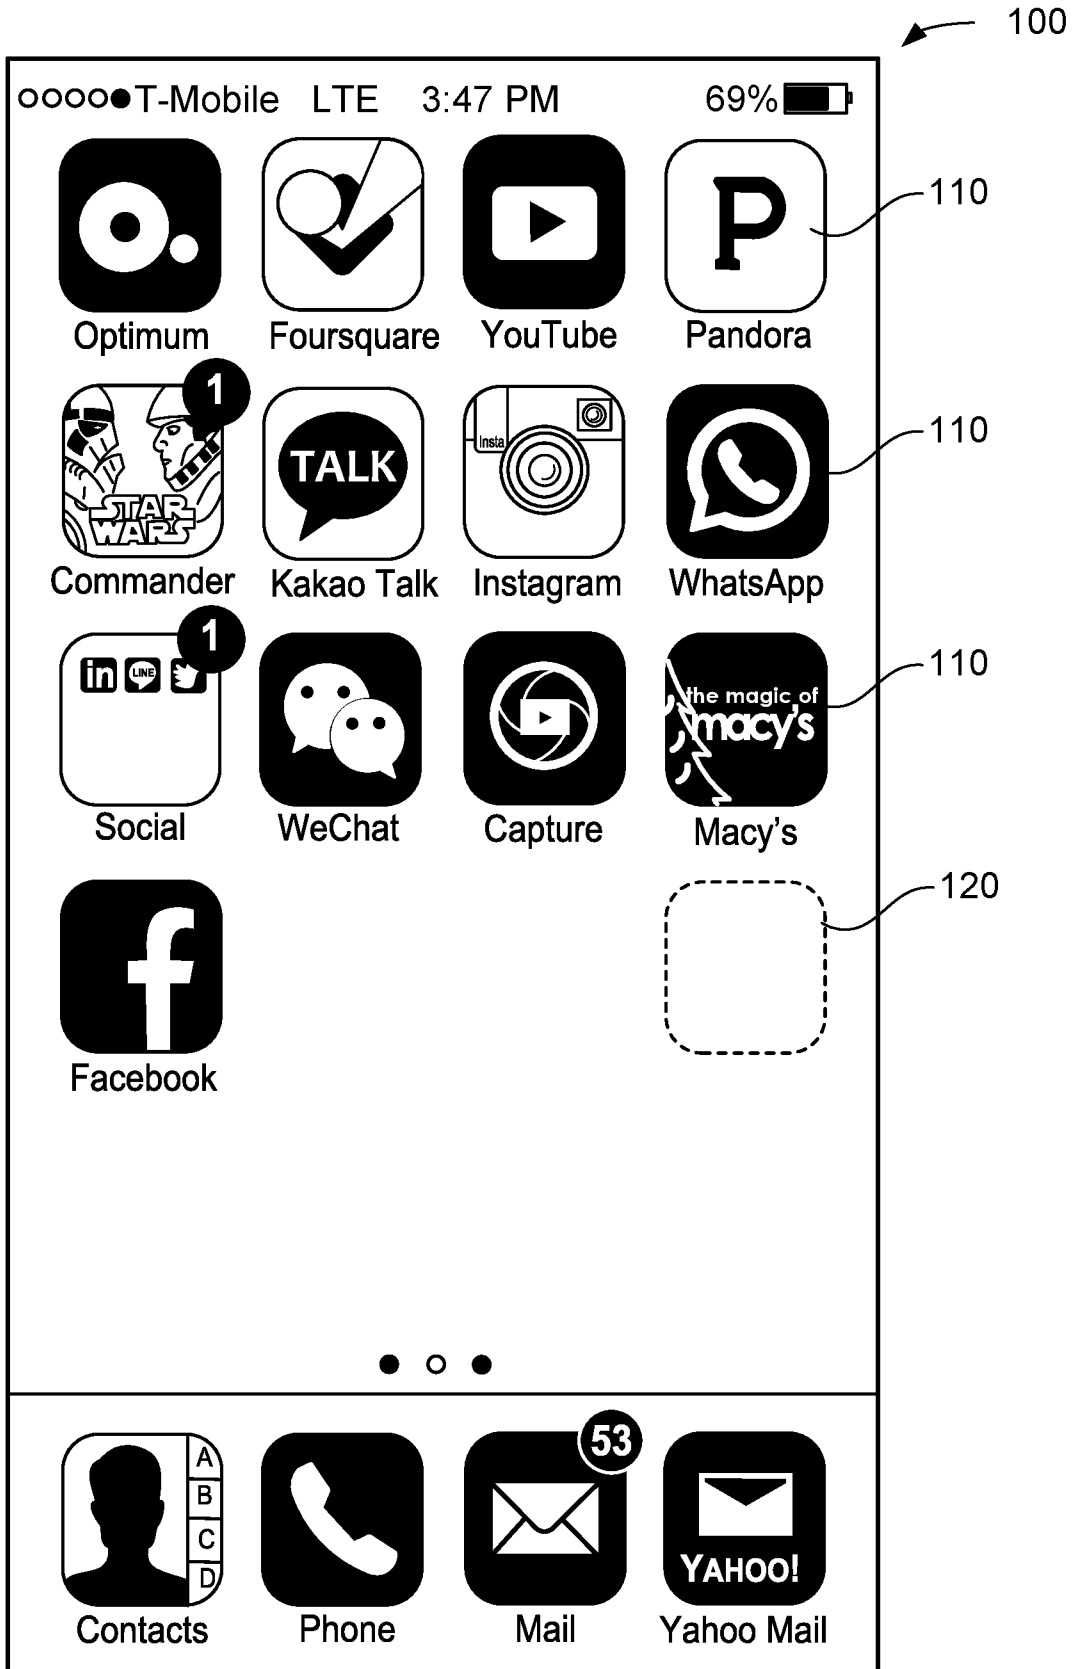 100
T-Mobile LTE 3:47 PM 69%
P
110
Optimum Foursquare YouTube Pandora
1
STAR WARS
TALK
Insta
110
Commander Kakao Talk Instagram WhatsApp
1
in LINE
the magic of
macy's
110
Social WeChat Capture Macy's
f
120
Facebook
A
B
C
D
53
YAHOO!
Contacts Phone Mail Yahoo Mail